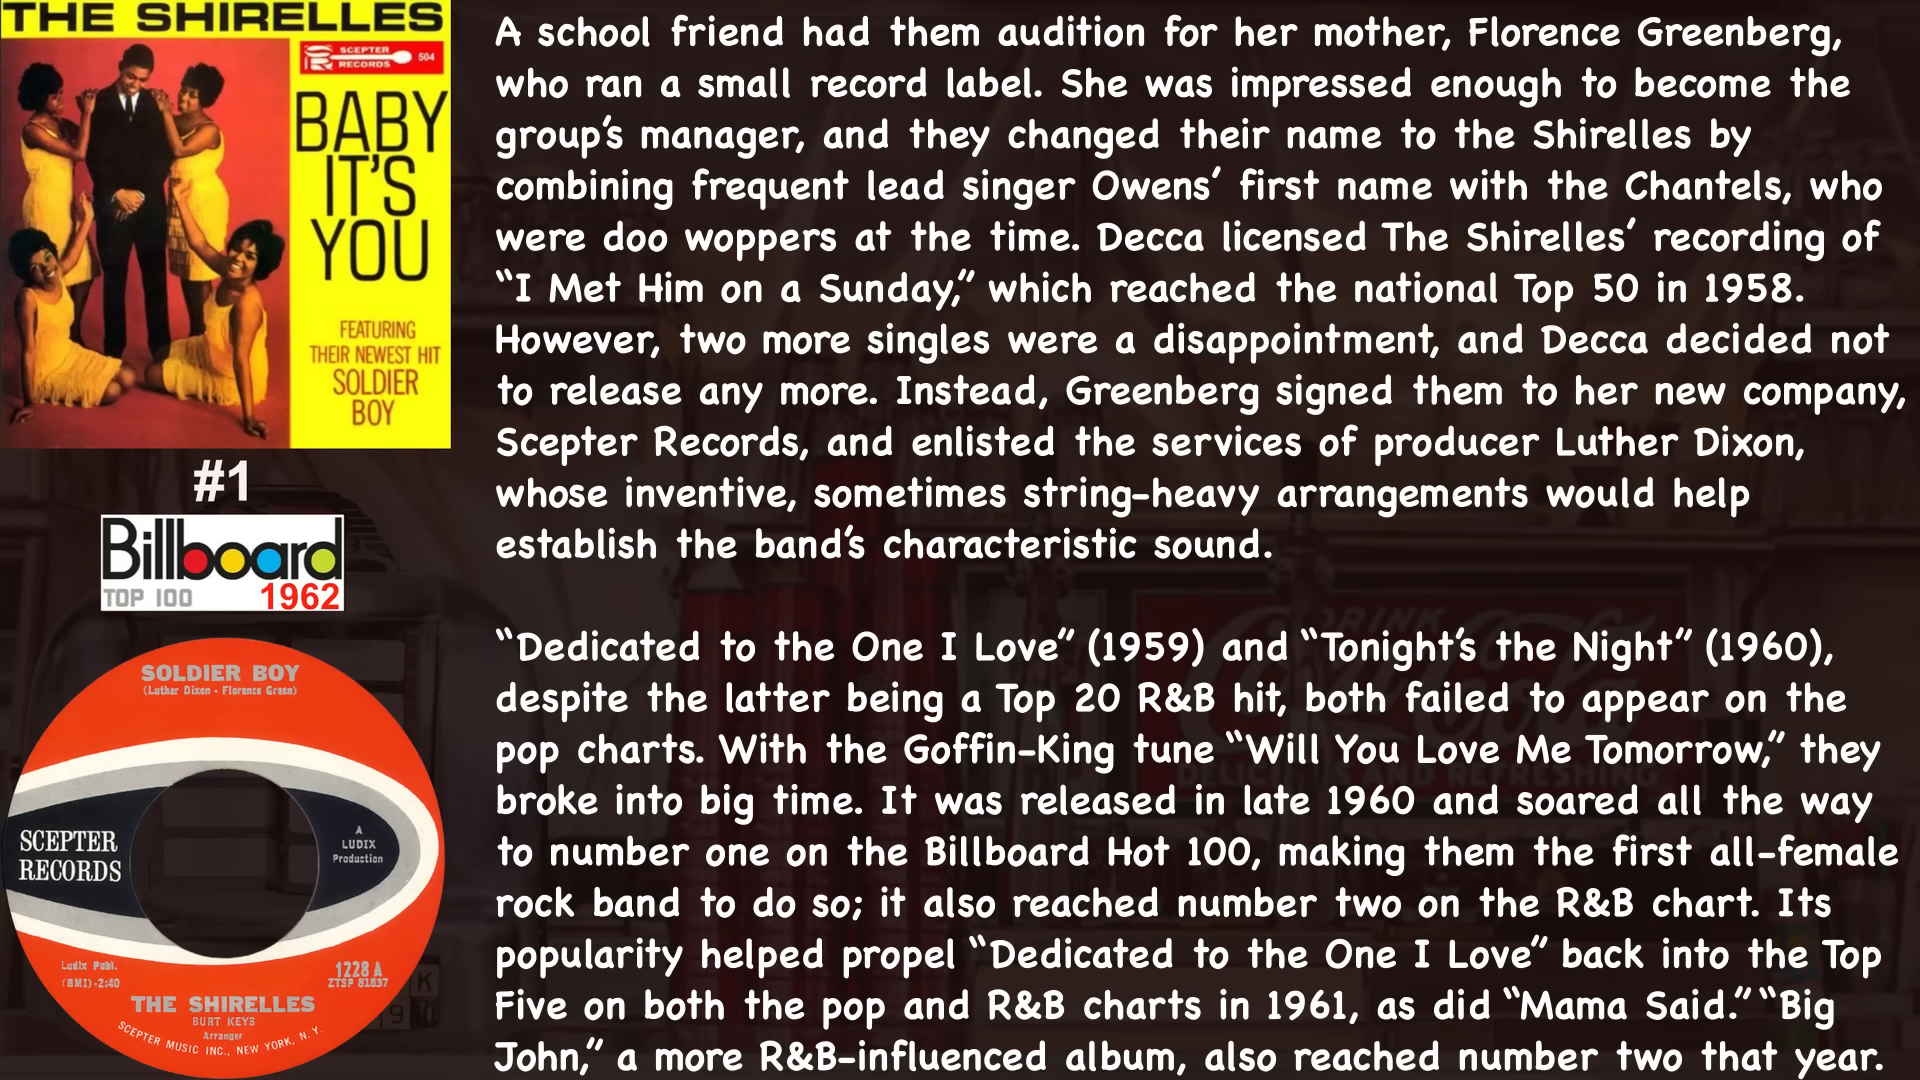 THE SHIRELLES
SCEPTER
RECORDS
504
BABY
IT'S
YOU
FEATURING
THEIR NEWEST HIT
SOLDIER
BOY
#1
Billboard
TOP 100
1962
SOLDIER BOY
(Luther Dixon - Florence Green)
SCEPTER
RECORDS
A
LUDIX
Production
Ludix Publ.
(BMI)-2:40
1228 A
ZTSP 81837
THE SHIRELLES
BURT KEYS
Arranger
SCEPTER MUSIC INC., NEW YORK, N.Y.
A school friend had them audition for her mother, Florence Greenberg,
who ran a small record label. She was impressed enough to become the
group's manager, and they changed their name to the Shirelles by
combining frequent lead singer Owens' first name with the Chantels, who
were doo woppers at the time. Decca licensed The Shirelles' recording of
“I Met Him on a Sunday,” which reached the national Top 50 in 1958.
However, two more singles were a disappointment, and Decca decided not
to release any more. Instead, Greenberg signed them to her new company,
Scepter Records, and enlisted the services of producer Luther Dixon,
whose inventive, sometimes string-heavy arrangements would help
establish the band's characteristic sound.
“Dedicated to the One I Love” (1959) and “Tonight's the Night” (1960),
despite the latter being a Top 20 R&B hit, both failed to appear on the
pop charts. With the Goffin-King tune “Will You Love Me Tomorrow,” they
broke into big time. It was released in late 1960 and soared all the way
to number one on the Billboard Hot 100, making them the first all-female
rock band to do so; it also reached number two on the R&B chart. Its
popularity helped propel “Dedicated to the One I Love” back into the Top
Five on both the pop and R&B charts in 1961, as did “Mama Said.” “Big
John,” a more R&B-influenced album, also reached number two that year.
DRINK
DELICIOUS AND REFRESHING